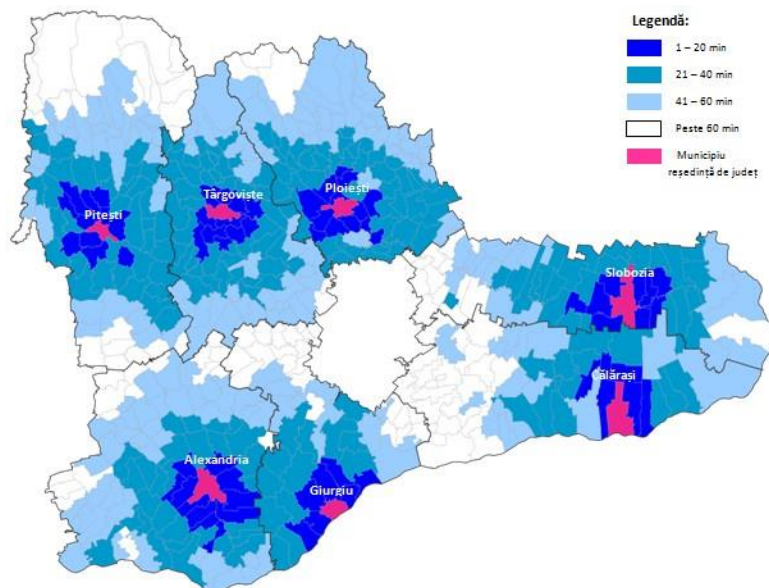 Legendă:
1 – 20 min
21 – 40 min
41 – 60 min
Peste 60 min
Municipiu
reședință de județ
Pitești
Târgoviște
Ploiești
Slobozia
Călărași
Alexandria
Giurgiu